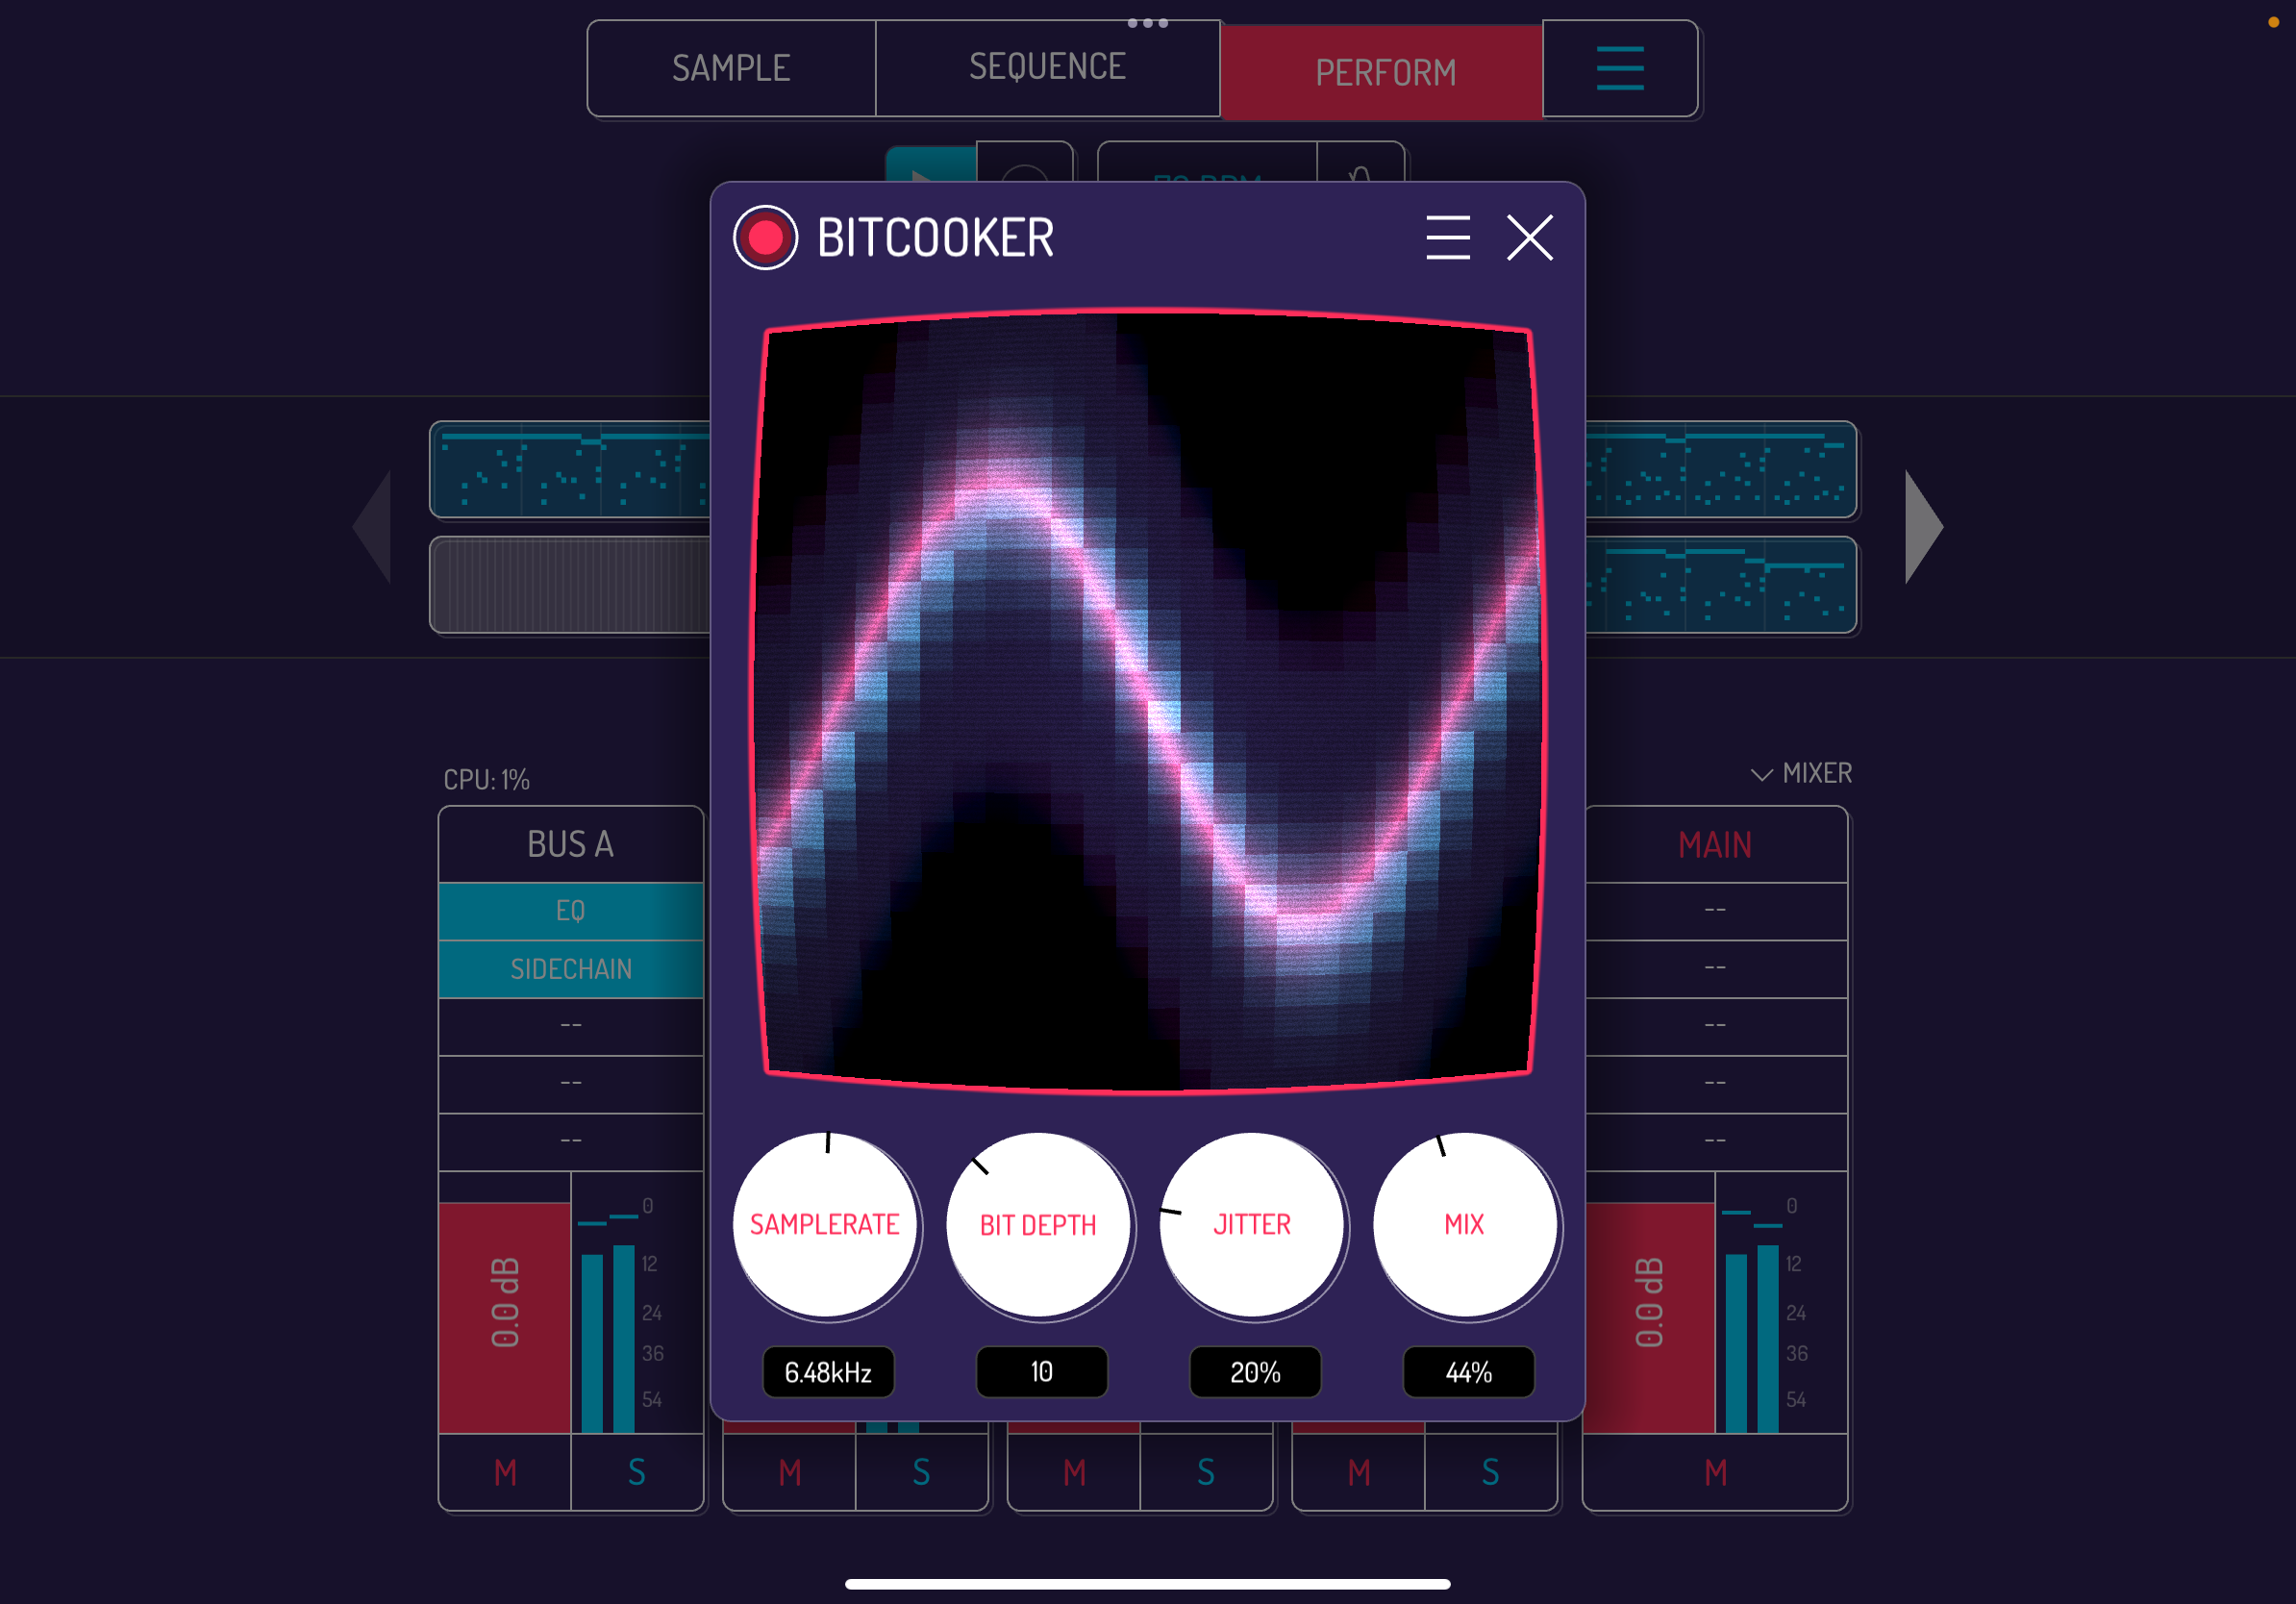 SAMPLE
SEQUENCE
PERFORM
BITCOOKER
CPU: 1%
MIXER
BUS A
MAIN
EQ
SIDECHAIN
--
--
--
--
--
--
--
--
0.0 dB
0
12
24
36
54
0.0 dB
0
12
24
36
54
SAMPLERATE
BIT DEPTH
JITTER
MIX
6.48kHz
10
20%
44%
M
S
M
S
M
S
M
S
M